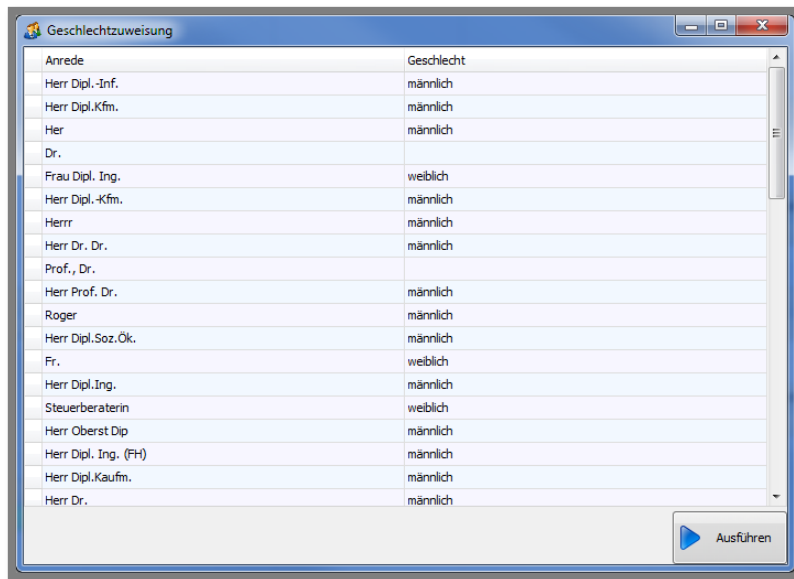 Geschlechtzuweisung
Anrede Geschlecht
Herr Dipl.-Inf. männlich
Herr Dipl.Kfm. männlich
Her männlich
Dr.
Frau Dipl. Ing. weiblich
Herr Dipl.-Kfm. männlich
Herrr männlich
Herr Dr. Dr. männlich
Prof., Dr.
Herr Prof. Dr. männlich
Roger männlich
Herr Dipl.Soz.Ök. männlich
Fr. weiblich
Herr Dipl.Ing. männlich
Steuerberaterin weiblich
Herr Oberst Dip männlich
Herr Dipl. Ing. (FH) männlich
Herr Dipl.Kaufm. männlich
Herr Dr. männlich
Ausführen